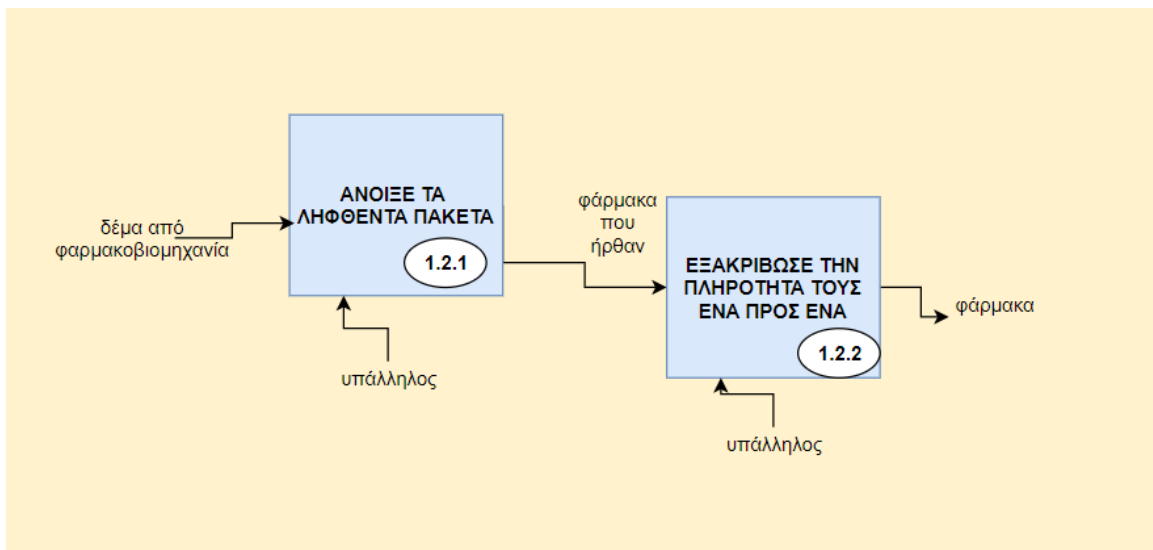 δέμα από
φαρμακοβιομηχανία
ΑΝΟΙΞΕ ΤΑ
ΛΗΦΘΕΝΤΑ ΠΑΚΕΤΑ
1.2.1
υπάλληλος
φάρμακα
που
ήρθαν
ΕΞΑΚΡΙΒΩΣΕ ΤΗΝ
ΠΛΗΡΟΤΗΤΑ ΤΟΥΣ
ΕΝΑ ΠΡΟΣ ΕΝΑ
1.2.2
υπάλληλος
φάρμακα